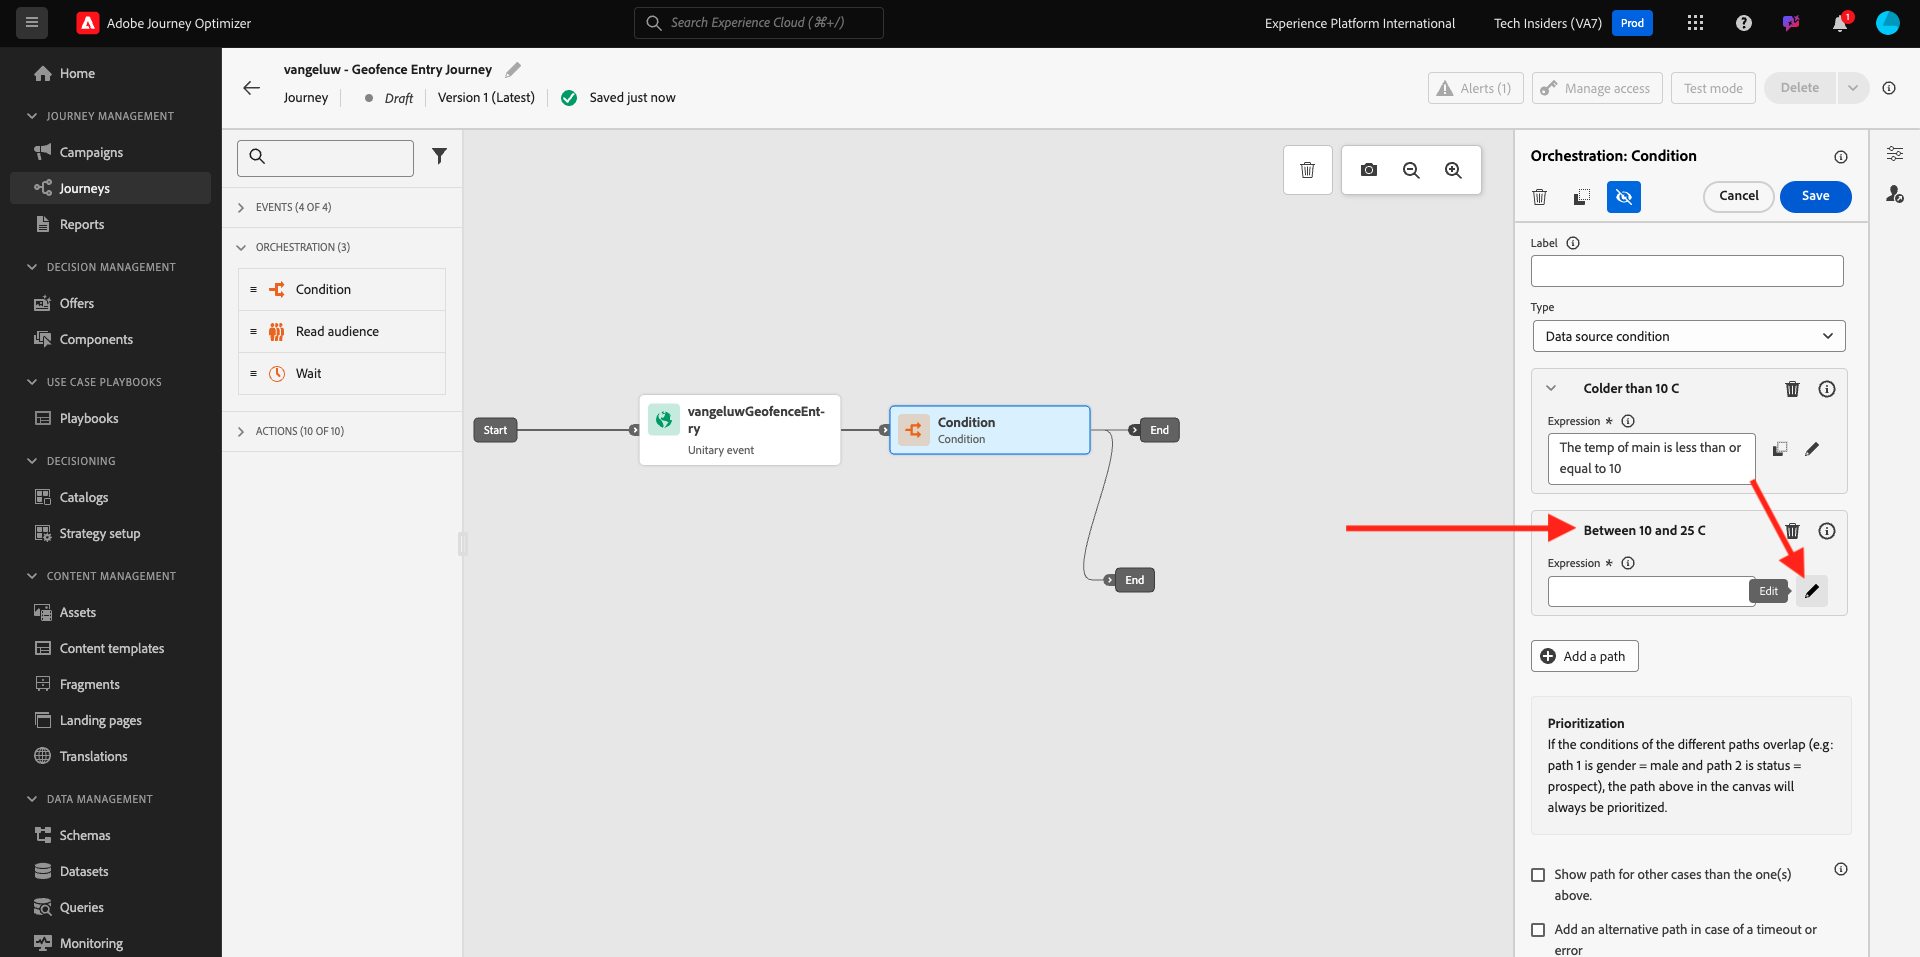 Adobe Journey Optimizer
Search Experience Cloud (⌘+/)
Experience Platform International
Tech Insiders (VA7)
Prod
1
Home
JOURNEY MANAGEMENT
Campaigns
Journeys
Reports
DECISION MANAGEMENT
Offers
Components
USE CASE PLAYBOOKS
Playbooks
DECISIONING
Catalogs
Strategy setup
CONTENT MANAGEMENT
Assets
Content templates
Fragments
Landing pages
Translations
DATA MANAGEMENT
Schemas
Datasets
Queries
Monitoring
vangeluw - Geofence Entry Journey
Journey
Draft
Version 1 (Latest)
Saved just now
Alerts (1)
Manage access
Test mode
Delete
EVENTS (4 OF 4)
ORCHESTRATION (3)
Condition
Read audience
Wait
ACTIONS (10 OF 10)
Start
vangeluwGeofenceEnt-
ry
Unitary event
Condition
Condition
End
End
Orchestration: Condition
Cancel
Save
Label
Type
Data source condition
Colder than 10 C
Expression *
The temp of main is less than or
equal to 10
Between 10 and 25 C
Expression *
Edit
Add a path
Prioritization
If the conditions of the different paths overlap (e.g:
path 1 is gender = male and path 2 is status =
prospect), the path above in the canvas will
always be prioritized.
Show path for other cases than the one(s)
above.
Add an alternative path in case of a timeout or
error